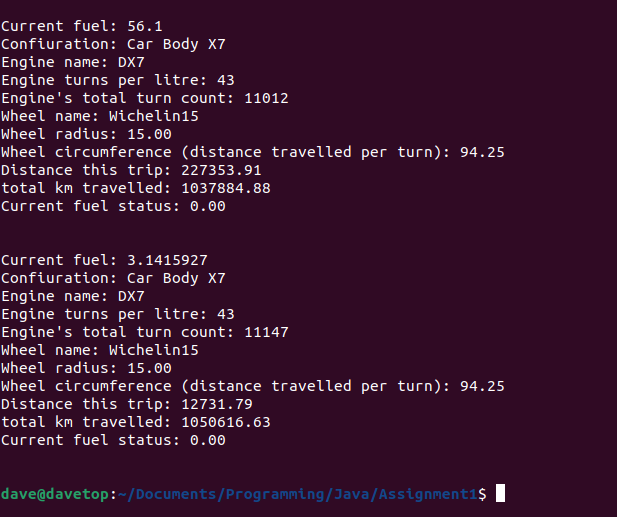 Current fuel: 56.1
Confiuration: Car Body X7
Engine name: DX7
Engine turns per litre: 43
Engine's total turn count: 11012
Wheel name: Wichelin15
Wheel radius: 15.00
Wheel circumference (distance travelled per turn): 94.25
Distance this trip: 227353.91
total km travelled: 1037884.88
Current fuel status: 0.00
Current fuel: 3.1415927
Confiuration: Car Body X7
Engine name: DX7
Engine turns per litre: 43
Engine's total turn count: 11147
Wheel name: Wichelin15
Wheel radius: 15.00
Wheel circumference (distance travelled per turn): 94.25
Distance this trip: 12731.79
total km travelled: 1050616.63
Current fuel status: 0.00
dave@davetop:~/Documents/Programming/Java/Assignment1$